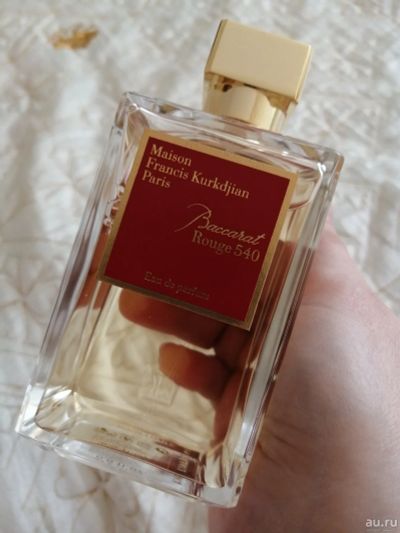 Maison
Francis Kurkdjian
Paris
Baccarat
Rouge 540
Eau de parfum
au.ru